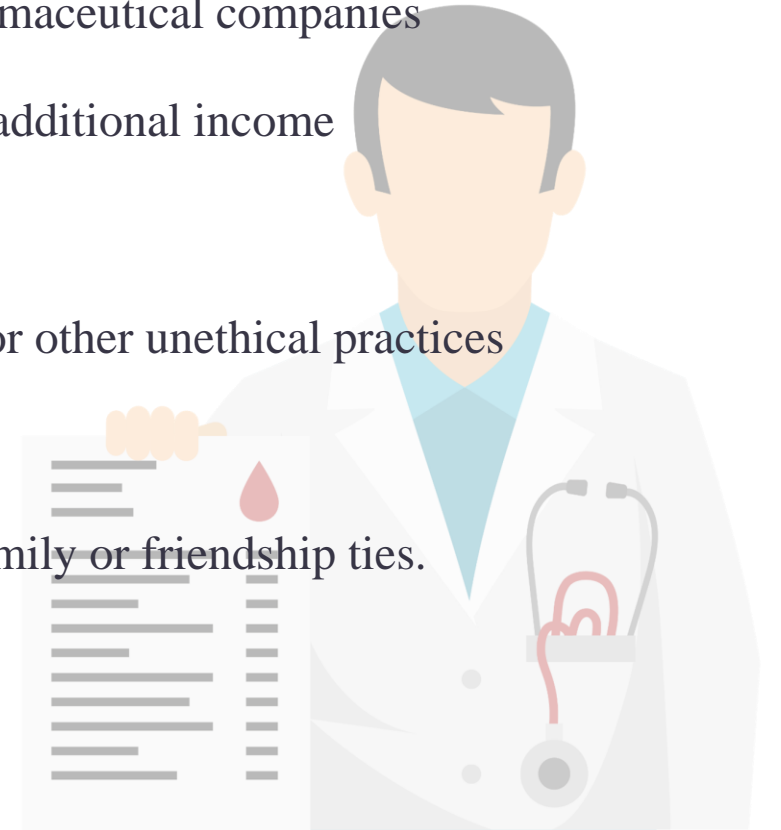 maceutical companies
additional income
or other unethical practices
mily or friendship ties.